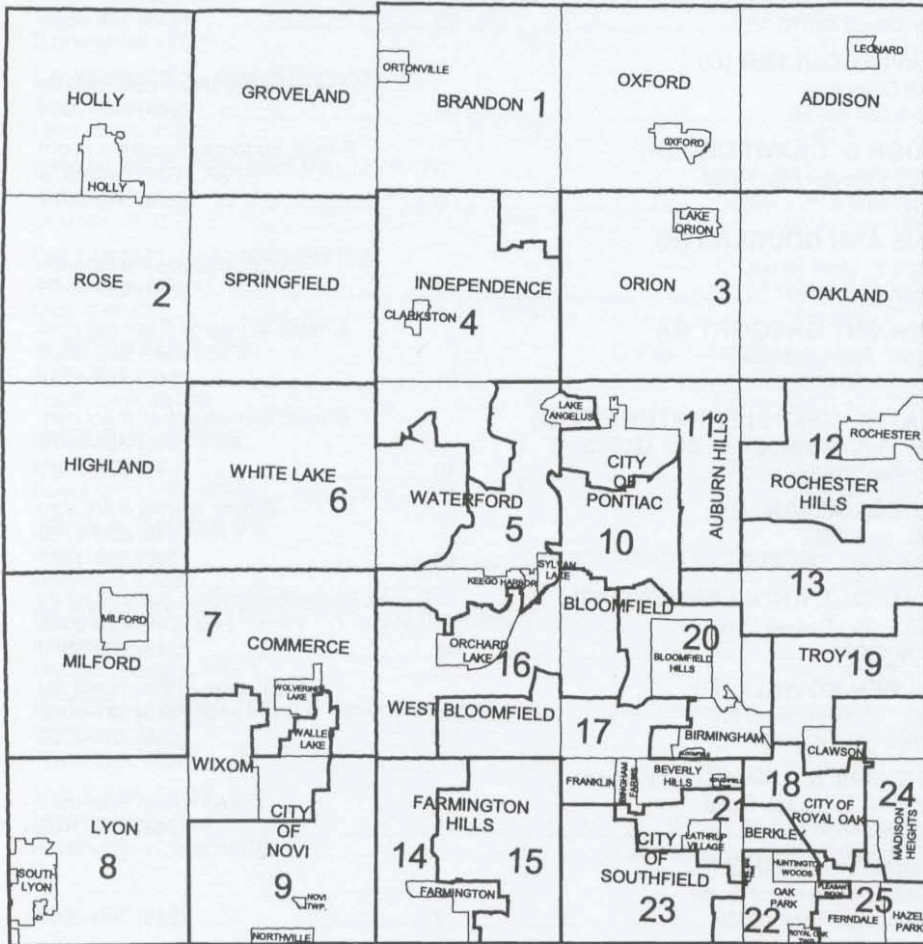 LEONARD
ORTONVILLE
OXFORD
HOLLY
GROVELAND
BRANDON 1
ADDISON
OXFORD
HOLLY
LAKE
ORION
ROSE 2
SPRINGFIELD
INDEPENDENCE
ORION 3
OAKLAND
CLARKSTON
4
LAKE
ANGELUS
11
12
ROCHESTER
HIGHLAND
WHITE LAKE
CITY
OF
PONTIAC
AUBURN HILLS
ROCHESTER
HILLS
6
WATERFORD
5
10
SYLVAN
LAKE
KEEGO HARBOR
13
BLOOMFIELD
MILFORD
7
COMMERCE
ORCHARD
LAKE
16
20
BLOOMFIELD
HILLS
TROY
19
MILFORD
WOLVERINE
LAKE
WALLED
LAKE
WEST BLOOMFIELD
17
BIRMINGHAM
CLAWSON
WIXOM
FRANKLIN
BINGHAM
FARMS
BEVERLY
HILLS
18
24
LYON
CITY
OF
NOVI
FARMINGTON
HILLS
21
CITY OF
ROYAL OAK
MADISON
HEIGHTS
8
CITY
OF
SOUTHFIELD
LATHRUP
VILLAGE
BERKLEY
SOUTH
LYON
9
14
15
HUNTINGTON
WOODS
NOVI
TWP.
FARMINGTON
23
OAK
PARK
PLEASANT
RIDGE
25
22
FERNDALE
HAZEL
PARK
NORTHVILLE
ROYAL OAK
TWP.